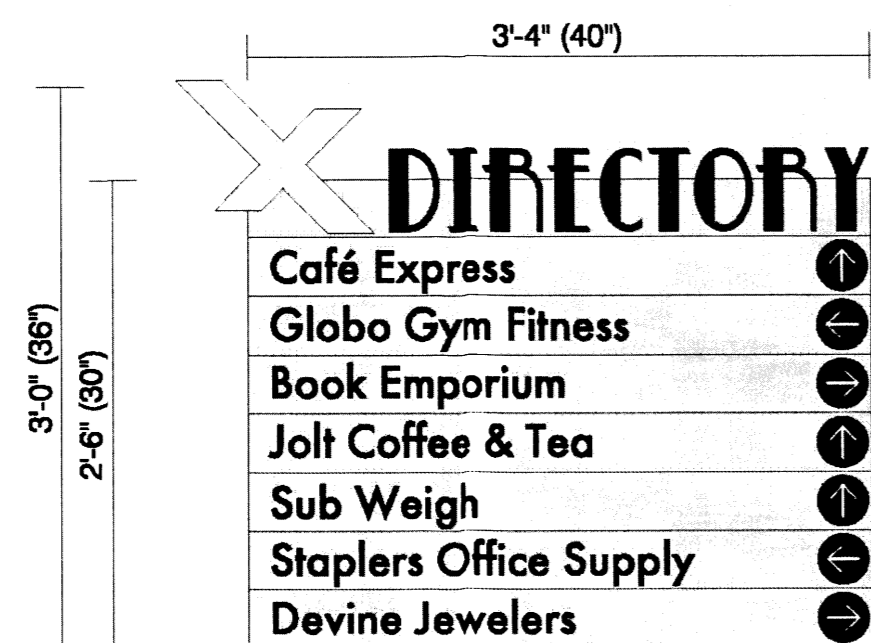 3'-4" (40")
X DIRECTORY
3'-0" (36")
2'-6" (30")
Café Express ↑
Globo Gym Fitness ←
Book Emporium →
Jolt Coffee & Tea ↑
Sub Weigh ↑
Staplers Office Supply ←
Devine Jewelers →